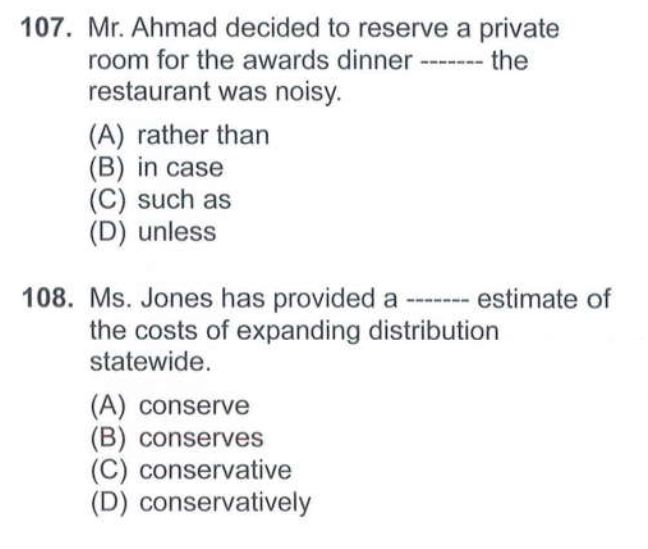 107. Mr. Ahmad decided to reserve a private
room for the awards dinner ------- the
restaurant was noisy.
(A) rather than
(B) in case
(C) such as
(D) unless
108. Ms. Jones has provided a ------- estimate of
the costs of expanding distribution
statewide.
(A) conserve
(B) conserves
(C) conservative
(D) conservatively